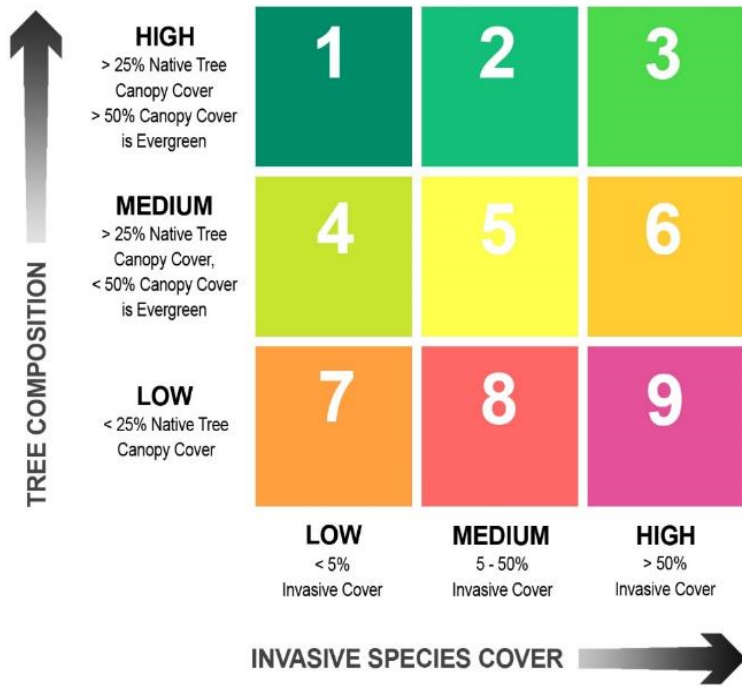 HIGH
> 25% Native Tree
Canopy Cover
> 50% Canopy Cover
is Evergreen
1
2
3
MEDIUM
> 25% Native Tree
Canopy Cover,
< 50% Canopy Cover
is Evergreen
4
5
6
LOW
< 25% Native Tree
Canopy Cover
7
8
9
TREE COMPOSITION
LOW
< 5%
Invasive Cover
MEDIUM
5 - 50%
Invasive Cover
HIGH
> 50%
Invasive Cover
INVASIVE SPECIES COVER